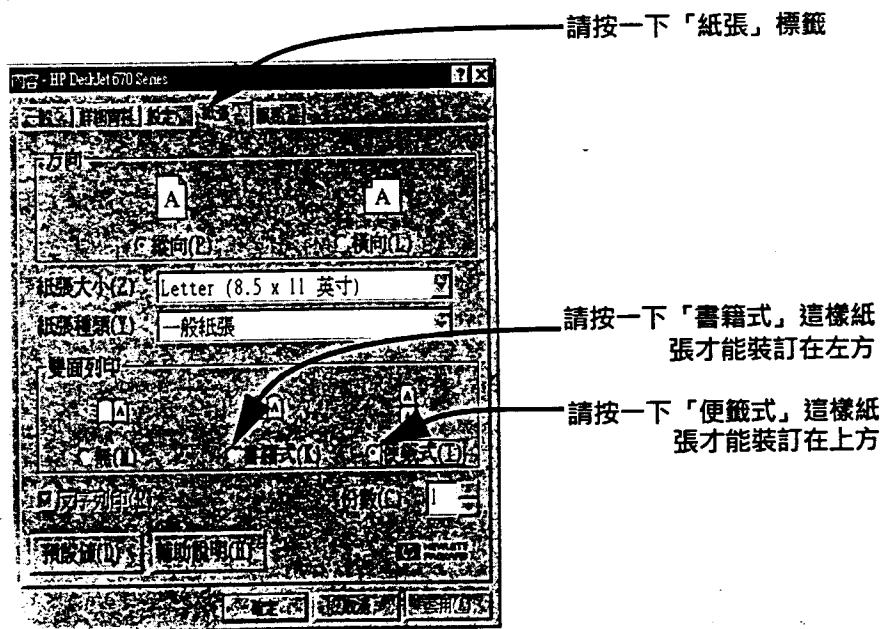 請按一下「紙張」標籤
內容 - HP DeskJet 670 Series
方向
A
A
縱向(P)
橫向(L)
紙張大小(Z)
Letter (8.5 x 11 英寸)
紙張種類(Y)
一般紙張
請按一下「書籍式」這樣紙
張才能裝訂在左方
雙面列印
A
請按一下「便籤式」這樣紙
張才能裝訂在上方
無(N)
書籍式(K)
便籤式(T)
反序列印
份數(C)
1
預設值(D)
輔助說明(H)
確定
取消
套用(A)